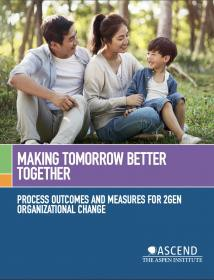 MAKING TOMORROW BETTER
TOGETHER
PROCESS OUTCOMES AND MEASURES FOR 2GEN
ORGANIZATIONAL CHANGE
ASCEND
THE ASPEN INSTITUTE